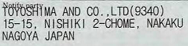 Notify party
TOYOSHIMA AND CO.,LTD(9340)
15-15, NISHIKI 2-CHOME, NAKAKU
NAGOYA JAPAN